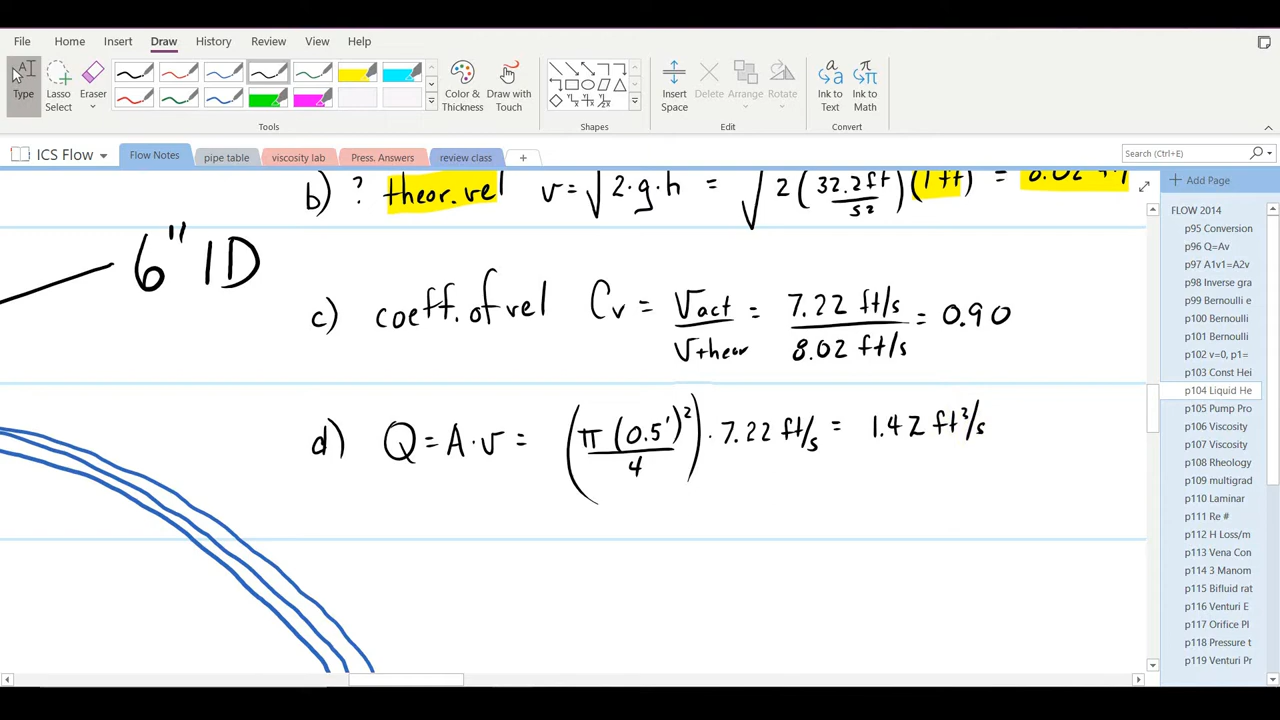 File Home Insert Draw History Review View Help
Type
Lasso Select
Eraser
Color & Thickness
Draw with Touch
Insert Space
Delete
Arrange
Rotate
Ink to Text
Ink to Math
Tools
Shapes
Edit
Convert
ICS Flow
Flow Notes
pipe table
viscosity lab
Press. Answers
review class
+
Search (Ctrl+E)
b) ? theor. vel v = √2·g·h = √2(32.2 ft/s²)(1 ft) = 8.02
6" ID
c) coeff. of vel Cv = Vact/Vtheor = 7.22 ft/s / 8.02 ft/s = 0.90
d) Q = A·v = (π(0.5')²/4) · 7.22 ft/s = 1.42 ft³/s
+ Add Page
FLOW 2014
p95 Conversion
p96 Q=Av
p97 A1v1=A2v
p98 Inverse gra
p99 Bernoulli e
p100 Bernoulli
p101 Bernoulli
p102 v=0, p1=
p103 Const Hei
p104 Liquid He
p105 Pump Pro
p106 Viscosity
p107 Viscosity
p108 Rheology
p109 multigrad
p110 Laminar
p111 Re #
p112 H Loss/m
p113 Vena Con
p114 3 Manom
p115 Bifluid rat
p116 Venturi E
p117 Orifice Pl
p118 Pressure t
p119 Venturi Pr